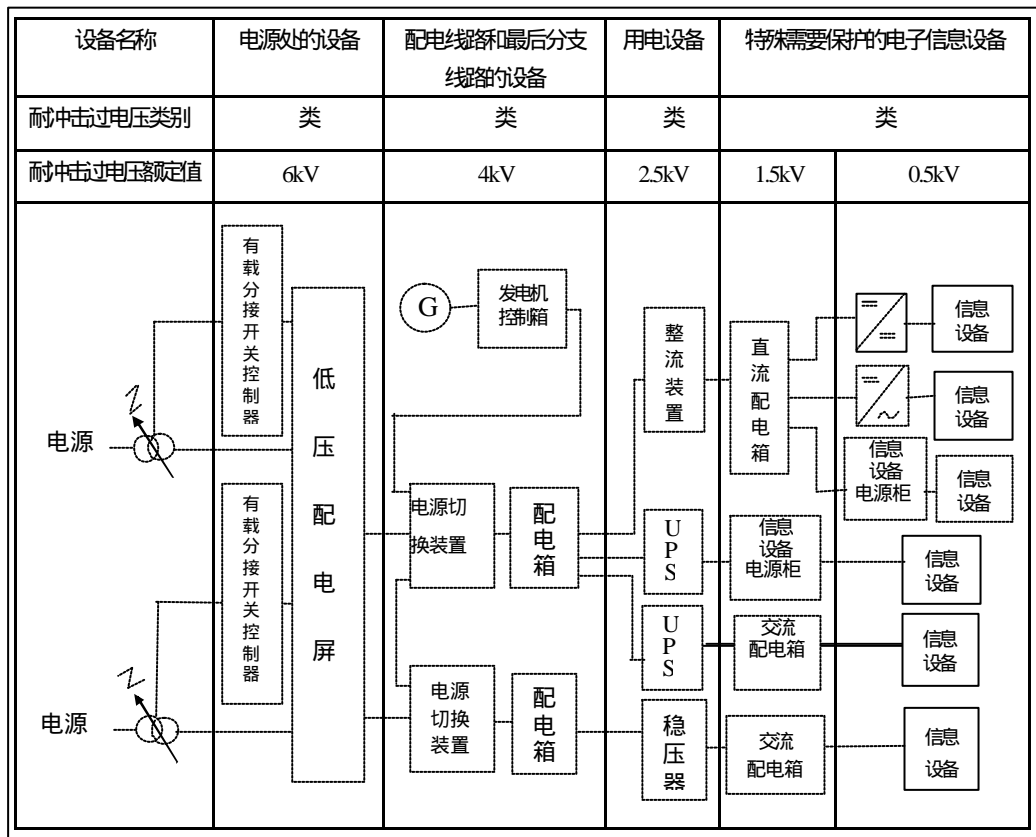 设备名称
电源处的设备
配电线路和最后分支
线路的设备
用电设备
特殊需要保护的电子信息设备
耐冲击过电压类别
类
类
类
类
耐冲击过电压额定值
6kV
4kV
2.5kV
1.5kV
0.5kV
有
载
分
接
开
关
控
制
器
低
压
配
电
屏
G
发电机
控制箱
整
流
装
置
直
流
配
电
箱
信息
设备
信息
设备
信息
设备
电源柜
信息
设备
电源
有
载
分
接
开
关
控
制
器
电源切
换装置
配
电
箱
U
P
S
信息
设备
电源柜
信息
设备
U
P
S
交流
配电箱
信息
设备
电源
电源
切换
装置
配
电
箱
稳
压
器
交流
配电箱
信息
设备